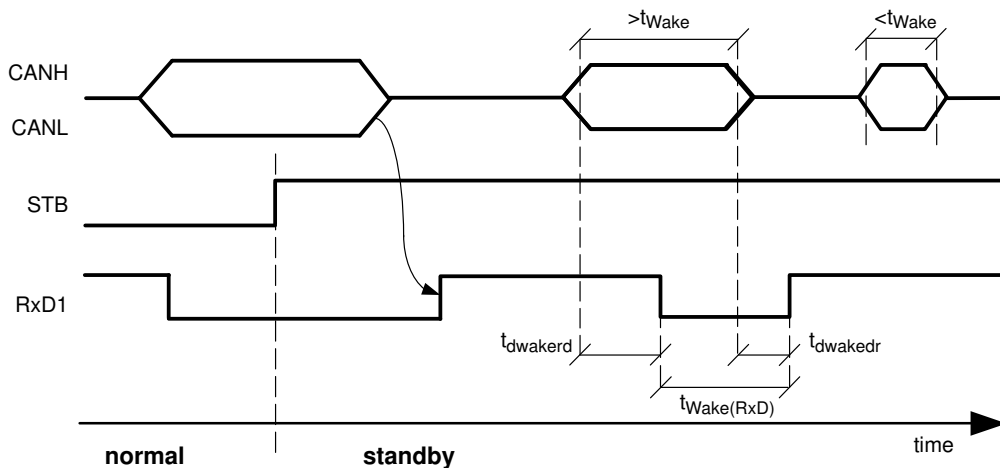 >tWake
<tWake
CANH
CANL
STB
RxD1
tdwakerd
tdwakedr
tWake(RxD)
time
normal
standby